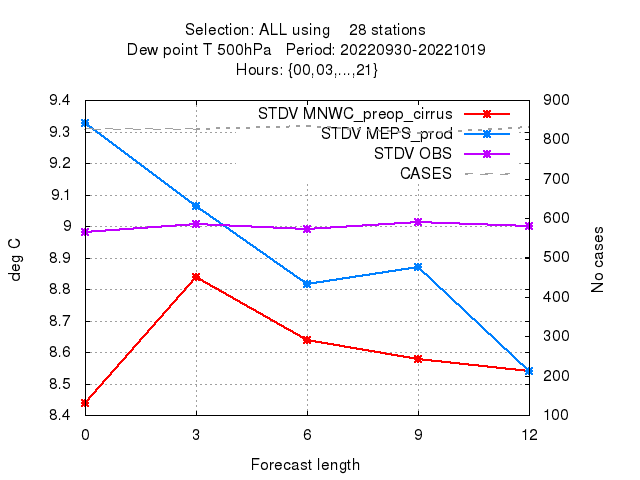 Selection: ALL using    28 stations
Dew point T 500hPa   Period: 20220930-20221019
Hours: {00,03,...,21}
STDV MNWC_preop_cirrus
STDV MEPS_prod
STDV OBS
CASES
9.4
9.3
9.2
9.1
9
8.9
8.8
8.7
8.6
8.5
8.4
deg C
900
800
700
600
500
400
300
200
100
No cases
0 3 6 9 12
Forecast length